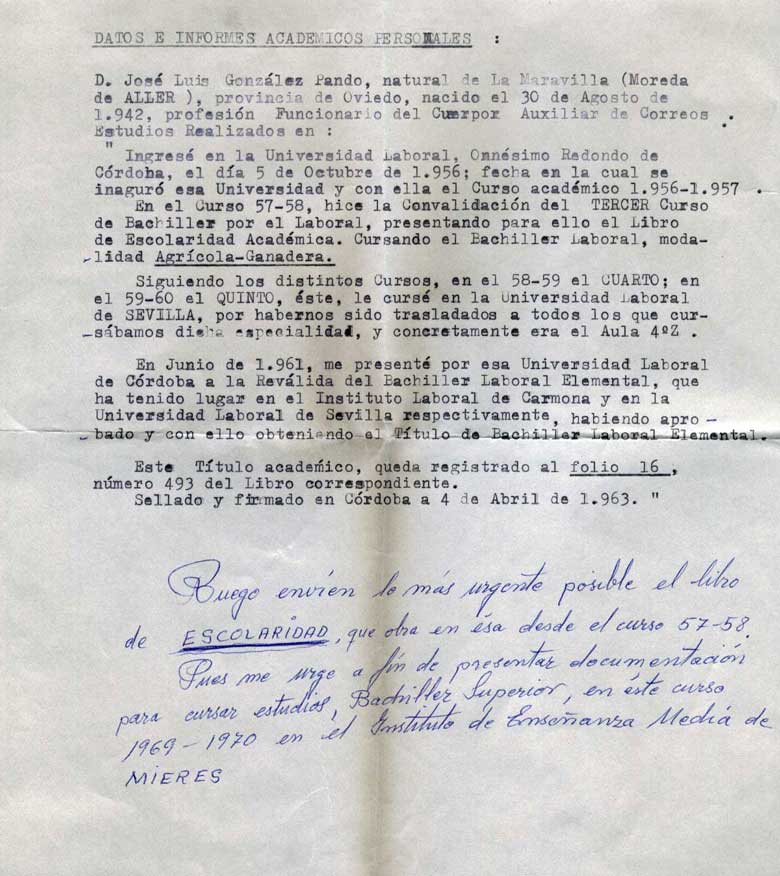 DATOS E INFORMES ACADEMICOS PERSONALES :
D. José Luis González Pando, natural de La Maravilla (Moreda
de ALLER ), provincia de Oviedo, nacido el 30 de Agosto de
1.942, profesión Funcionario del Cuerpor Auxiliar de Correos .
Estudios Realizados en :
" Ingresé en la Universidad Laboral, Onnésimo Redondo de
Córdoba, el día 5 de Octubre de 1.956; fecha en la cual se
inaguró esa Universidad y con ella el Curso académico 1.956-1.957 .
En el Curso 57-58, hice la Convalidación del TERCER Curso
de Bachiller por el Laboral, presentando para ello el Libro
de Escolaridad Académica. Cursando el Bachiller Laboral, moda-
lidad Agrícola-Ganadera.
Siguiendo los distintos Cursos, en el 58-59 el CUARTO; en
el 59-60 el QUINTO, éste, le cursé en la Universidad Laboral
de SEVILLA, por habernos sido trasladados a todos los que cur-
sábamos dicha especialidad, y concretamente era el Aula 4ºZ .
En Junio de 1.961, me presenté por esa Universidad Laboral
de Córdoba a la Reválida del Bachiller Laboral Elemental, que
ha tenido lugar en el Instituto Laboral de Carmona y en la
Universidad Laboral de Sevilla respectivamente, habiendo apro-
bado y con ello obteniendo el Título de Bachiller Laboral Elemental.
Este Título academico, queda registrado al folio 16 ,
número 493 del Libro correspondiente.
Sellado y firmado en Córdoba a 4 de Abril de 1.963. "
Ruego envíen lo más urgente posible el libro
de ESCOLARIDAD, que obra en ésa desde el curso 57-58.
Pues me urge a fín de presentar documentación
para cursar estudios, Bachiller Superior, en éste curso
1969-1970 en el Instituto de Enseñanza Media de
MIERES